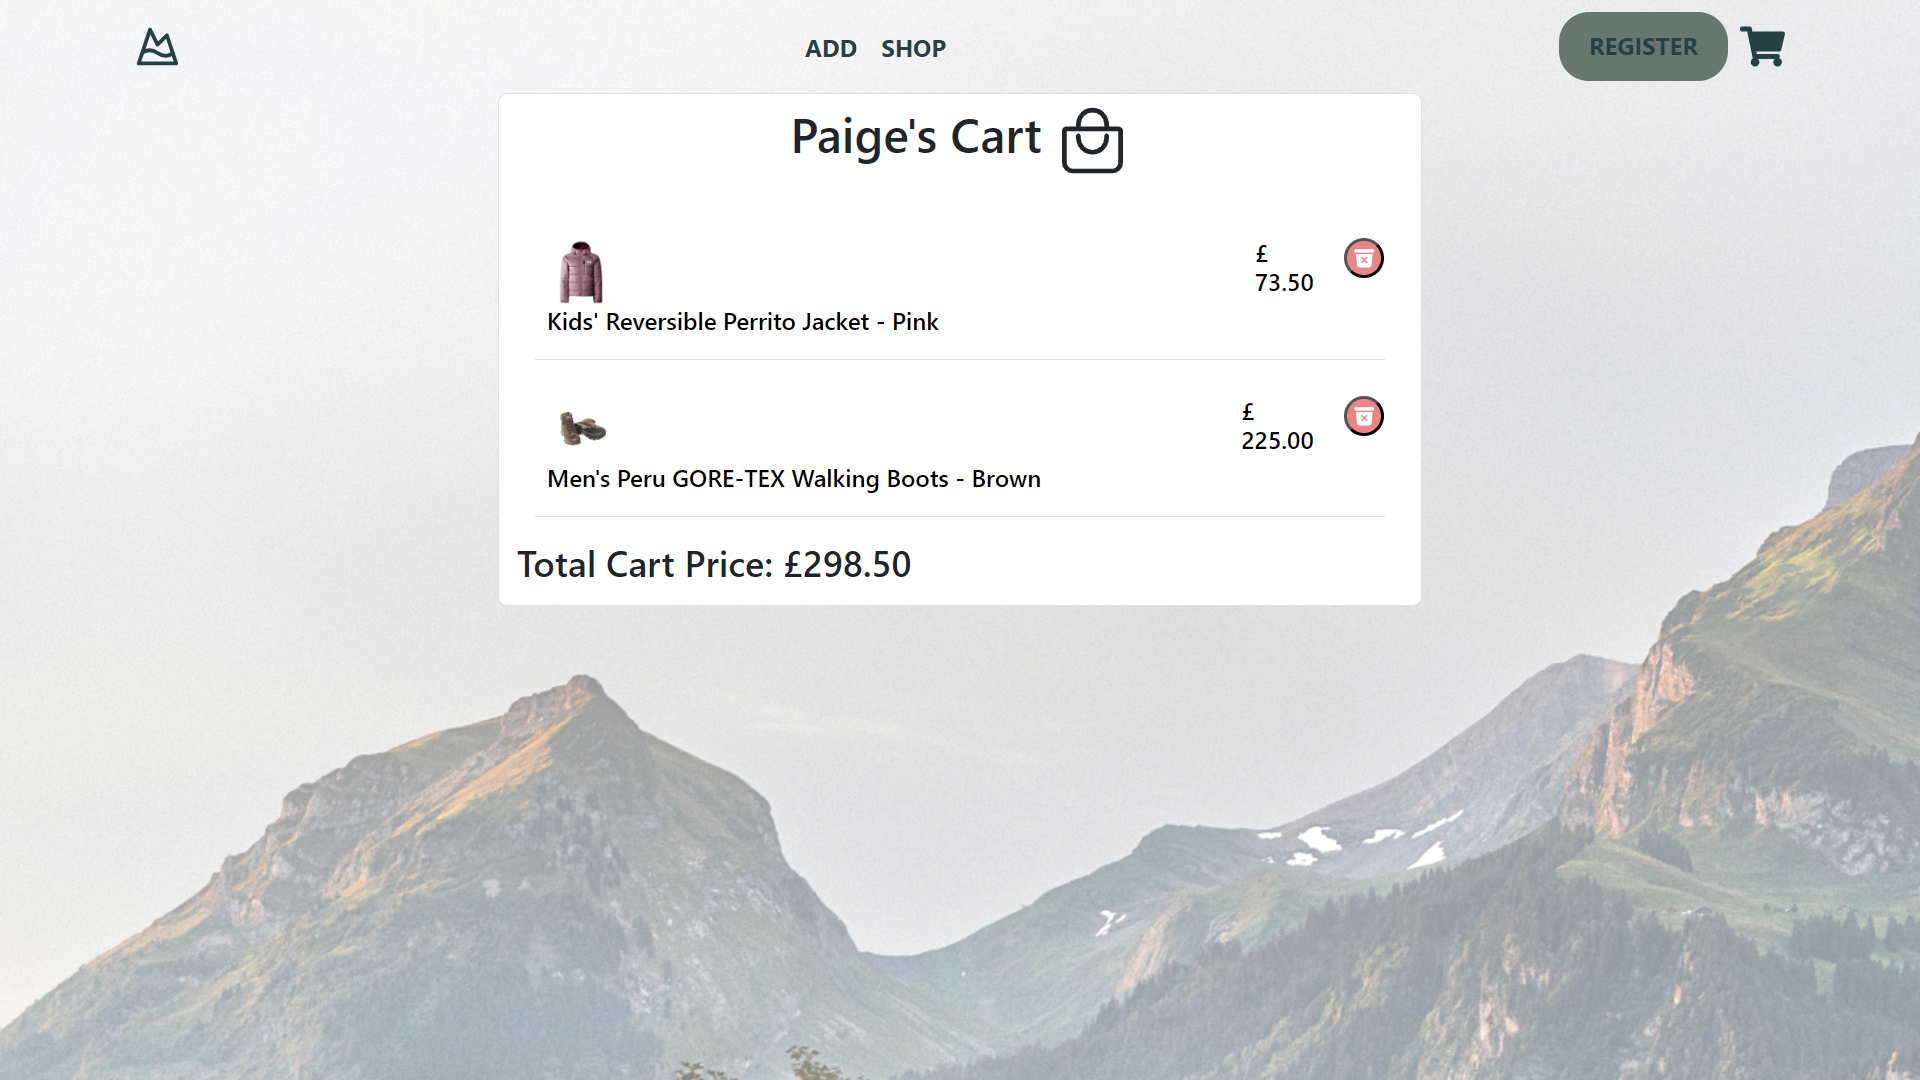 ADD SHOP REGISTER
Paige's Cart
£
73.50
Kids' Reversible Perrito Jacket - Pink
£
225.00
Men's Peru GORE-TEX Walking Boots - Brown
Total Cart Price: £298.50